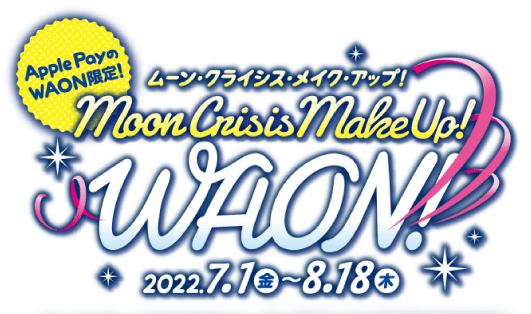 Apple Payの
WAON限定!
ムーン・クライシス・メイク・アップ!
Moon Crisis Make Up!
WAON!
2022.7.1金～8.18木